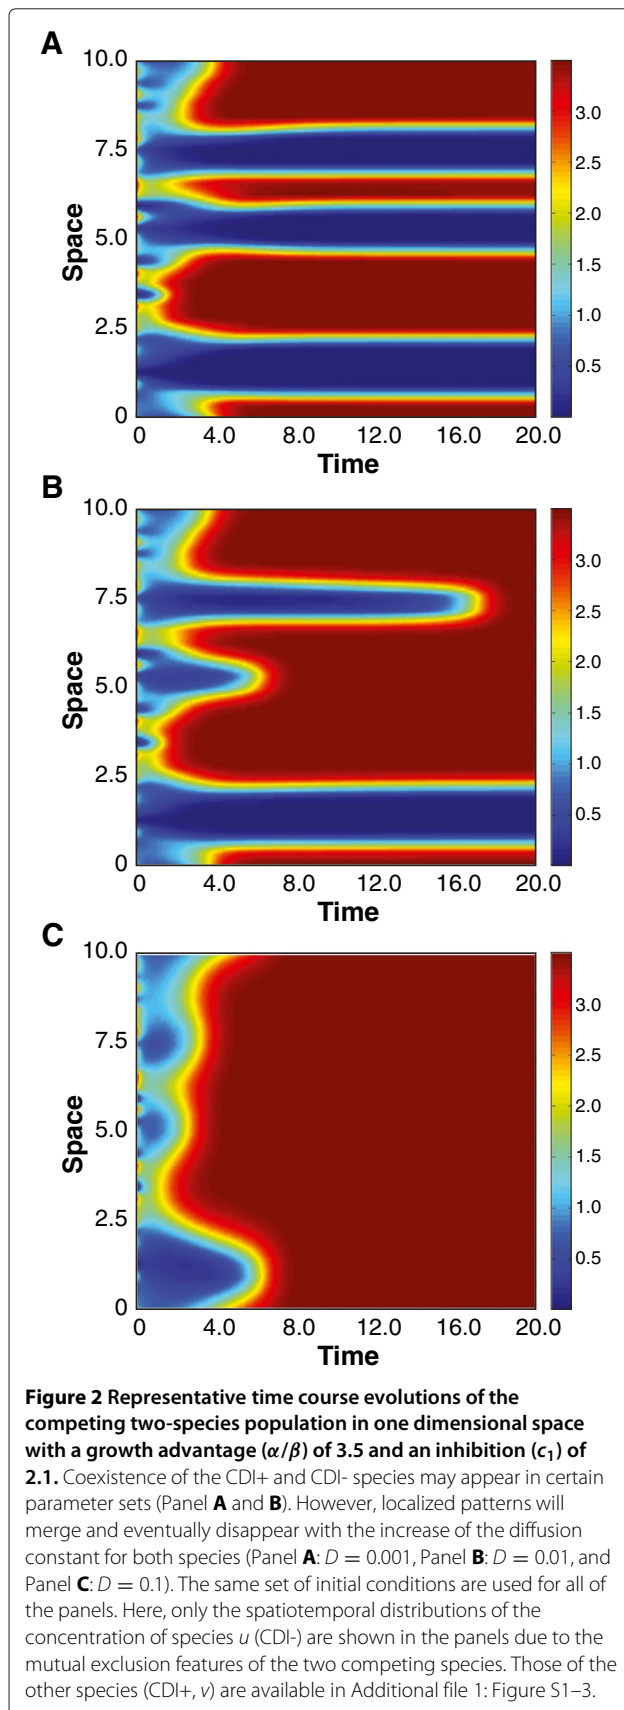 A
10.0
7.5
5.0
2.5
0
Space
0 4.0 8.0 12.0 16.0 20.0
Time
3.0
2.5
2.0
1.5
1.0
0.5
B
10.0
7.5
5.0
2.5
0
Space
0 4.0 8.0 12.0 16.0 20.0
Time
3.0
2.5
2.0
1.5
1.0
0.5
C
10.0
7.5
5.0
2.5
0
Space
0 4.0 8.0 12.0 16.0 20.0
Time
3.0
2.5
2.0
1.5
1.0
0.5
Figure 2 Representative time course evolutions of the
competing two-species population in one dimensional space
with a growth advantage (α/β) of 3.5 and an inhibition (c₁) of
2.1. Coexistence of the CDI+ and CDI- species may appear in certain
parameter sets (Panel A and B). However, localized patterns will
merge and eventually disappear with the increase of the diffusion
constant for both species (Panel A: D = 0.001, Panel B: D = 0.01, and
Panel C: D = 0.1). The same set of initial conditions are used for all of
the panels. Here, only the spatiotemporal distributions of the
concentration of species u (CDI-) are shown in the panels due to the
mutual exclusion features of the two competing species. Those of the
other species (CDI+, v) are available in Additional file 1: Figure S1–3.